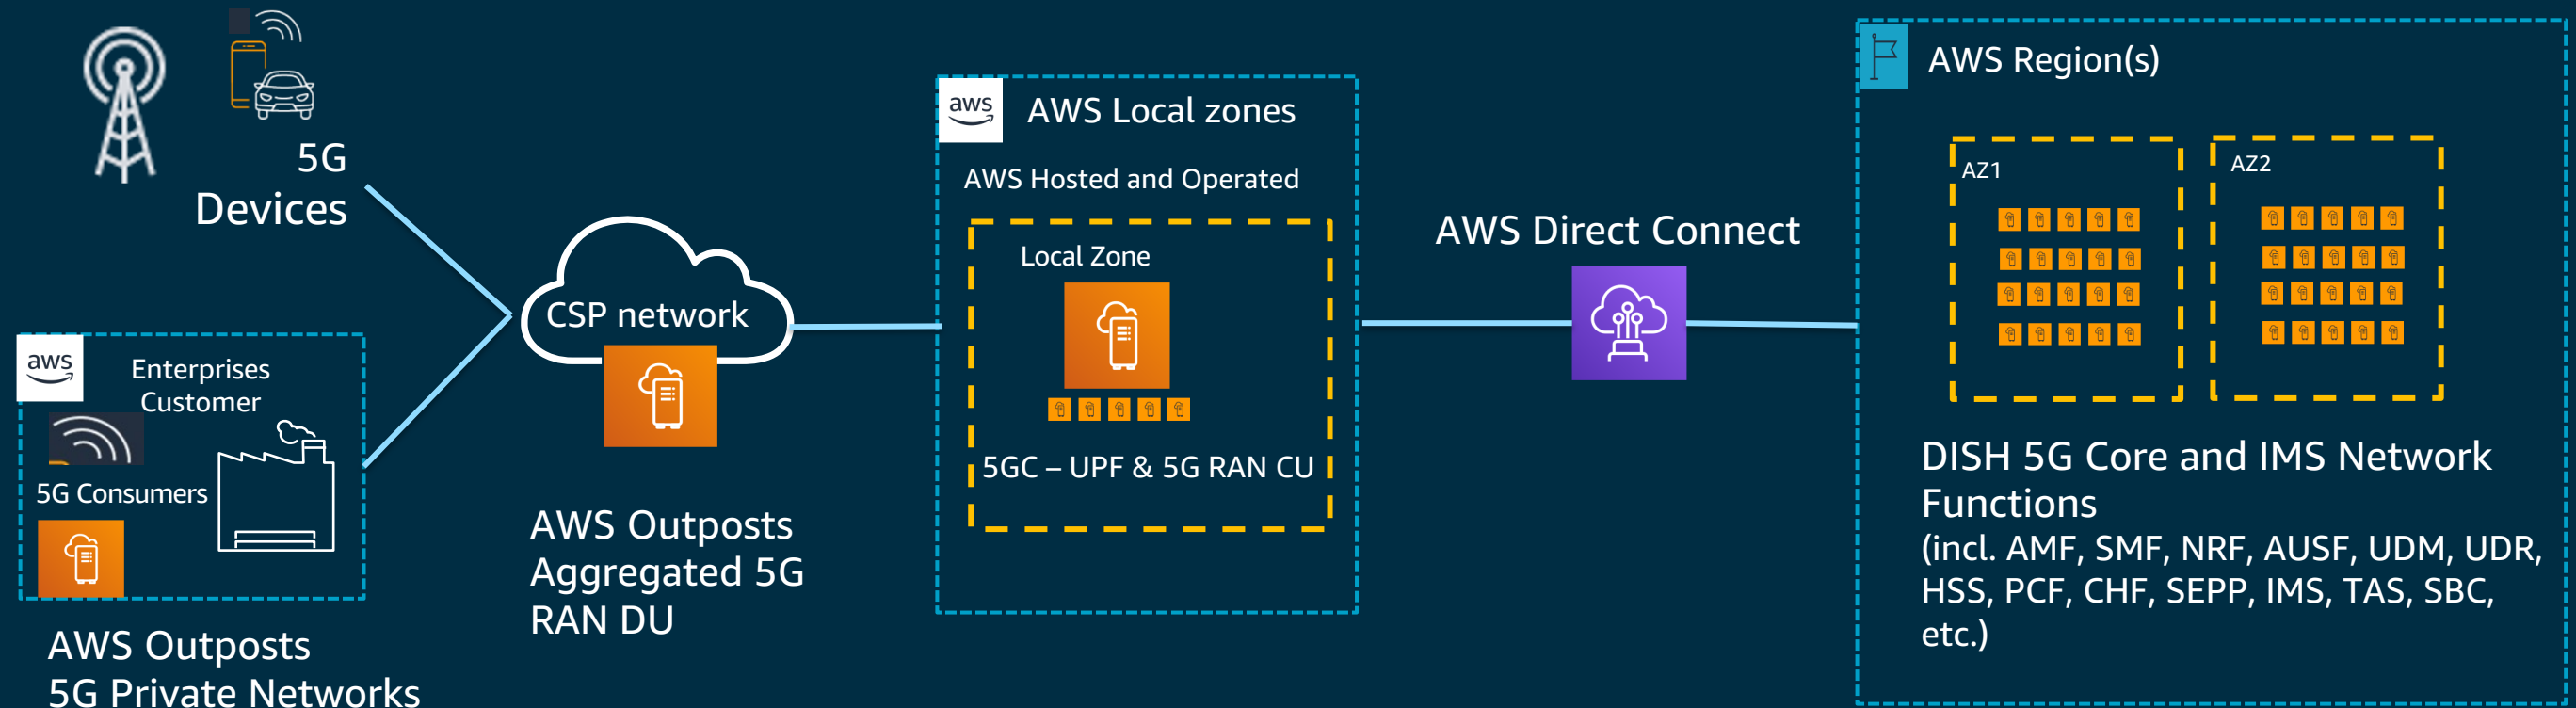 5G
Devices
aws
Enterprises
Customer
5G Consumers
AWS Outposts
5G Private Networks
CSP network
AWS Outposts
Aggregated 5G
RAN DU
aws
AWS Local zones
AWS Hosted and Operated
Local Zone
5GC – UPF & 5G RAN CU
AWS Direct Connect
AWS Region(s)
AZ1
AZ2
DISH 5G Core and IMS Network
Functions
(incl. AMF, SMF, NRF, AUSF, UDM, UDR,
HSS, PCF, CHF, SEPP, IMS, TAS, SBC,
etc.)